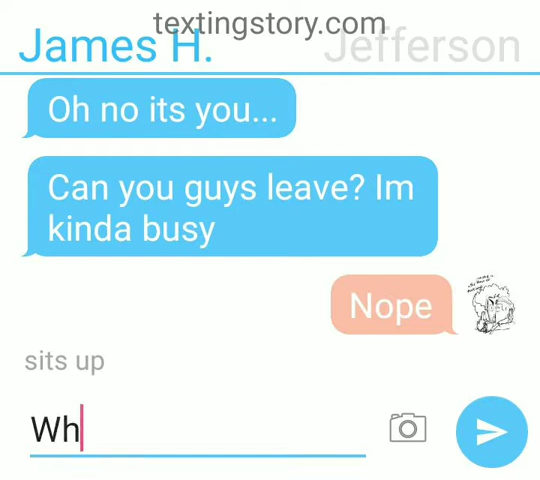 textingstory.com
James H.
Jefferson
Oh no its you...
Can you guys leave? Im
kinda busy
Nope
sits up
Wh